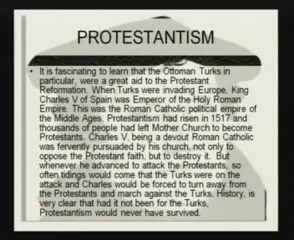 PROTESTANTISM
• It is fascinating to learn that the Ottoman Turks in
particular, were a great aid to the Protestant
Reformation. When Turks were invading Europe, King
Charles V of Spain was Emperor of the Holy Roman
Empire. This was the Roman Catholic political empire of
the Middle Ages. Protestantism had risen in 1517 and
thousands of people had left Mother Church to become
Protestants. Charles V, being a devout Roman Catholic
was fervently pursuaded by his church, not only to
oppose the Protestant faith, but to destroy it. But
whenever he advanced to attack the Protestants, so
often tidings would come that the Turks were on the
attack and Charles would be forced to turn away from
the Protestants and march against the Turks. History, is
very clear that had it not been for the Turks,
Protestantism would never have survived.